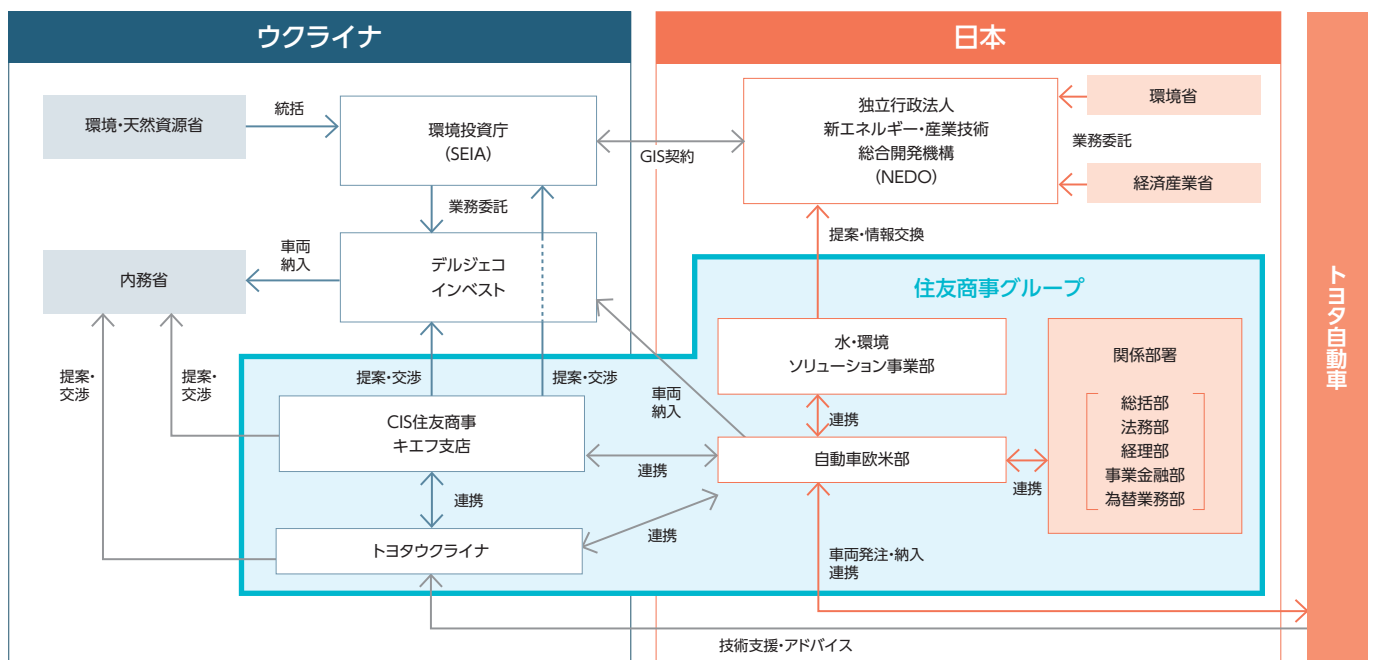 ウクライナ
日本
環境・天然資源省
統括
環境投資庁
(SEIA)
GIS契約
独立行政法人
新エネルギー・産業技術
総合開発機構
(NEDO)
環境省
業務委託
経済産業省
業務委託
提案・情報交換
内務省
車両
納入
デルジェコ
インベスト
住友商事グループ
水・環境
ソリューション事業部
関係部署
総括部
法務部
経理部
事業金融部
為替業務部
提案・
交渉
提案・
交渉
提案・交渉
提案・交渉
車両
納入
連携
CIS住友商事
キエフ支店
連携
自動車欧米部
連携
連携
トヨタウクライナ
連携
車両発注・納入
連携
技術支援・アドバイス
トヨタ自動車